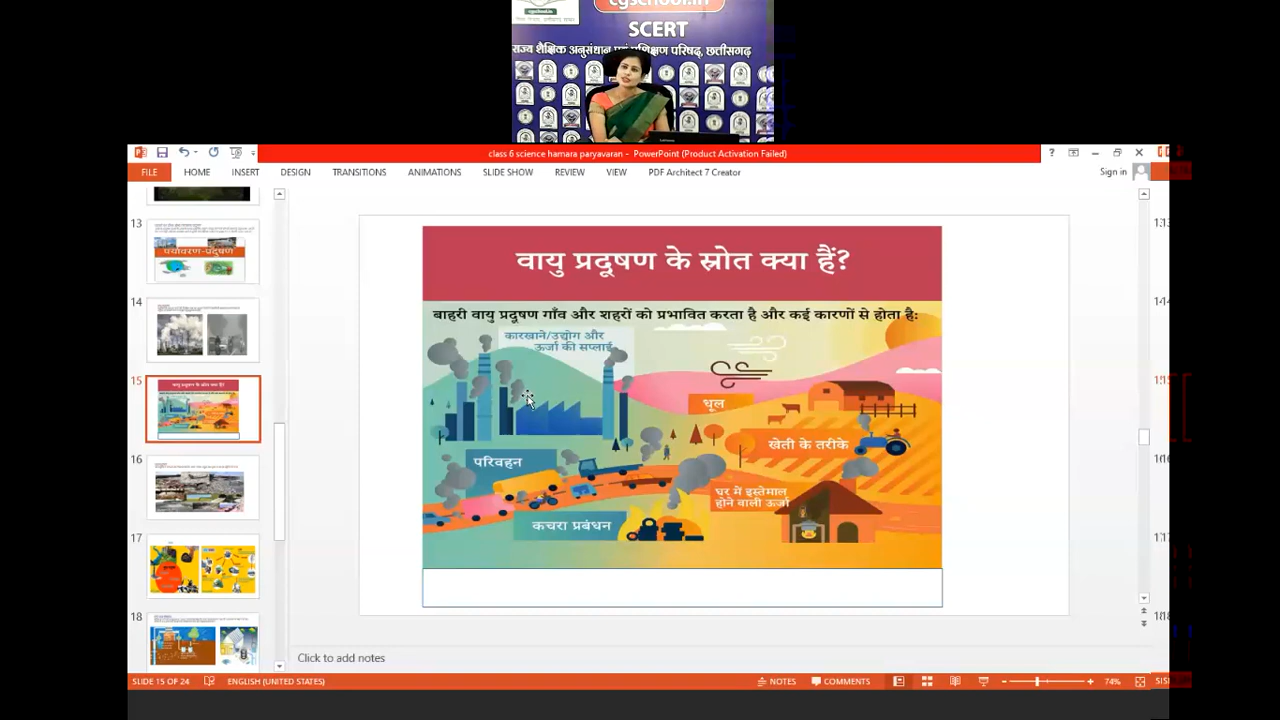 cgschool.in
cgschool.in
SCERT
राज्य शैक्षिक अनुसंधान एवं प्रशिक्षण परिषद्, छत्तीसगढ़
class 6 science hamara paryavaran - PowerPoint (Product Activation Failed)
FILE HOME INSERT DESIGN TRANSITIONS ANIMATIONS SLIDE SHOW REVIEW VIEW PDF Architect 7 Creator Sign in
13
पर्यावरण-प्रदूषण
14
15
वायु प्रदूषण के स्रोत क्या हैं?
16
17
18
वायु प्रदूषण के स्रोत क्या हैं?
बाहरी वायु प्रदूषण गाँव और शहरों को प्रभावित करता है और कई कारणों से होता है:
कारखाने/उद्योग और
ऊर्जा की सप्लाई
धूल
खेती के तरीके
परिवहन
घर में इस्तेमाल
होने वाली ऊर्जा
कचरा प्रबंधन
Click to add notes
SLIDE 15 OF 24 ENGLISH (UNITED STATES) NOTES COMMENTS 74%